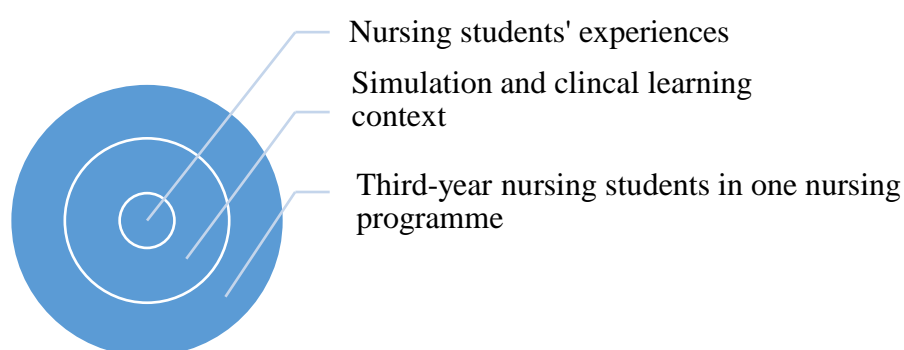 Nursing students' experiences
Simulation and clincal learning
context
Third-year nursing students in one nursing
programme